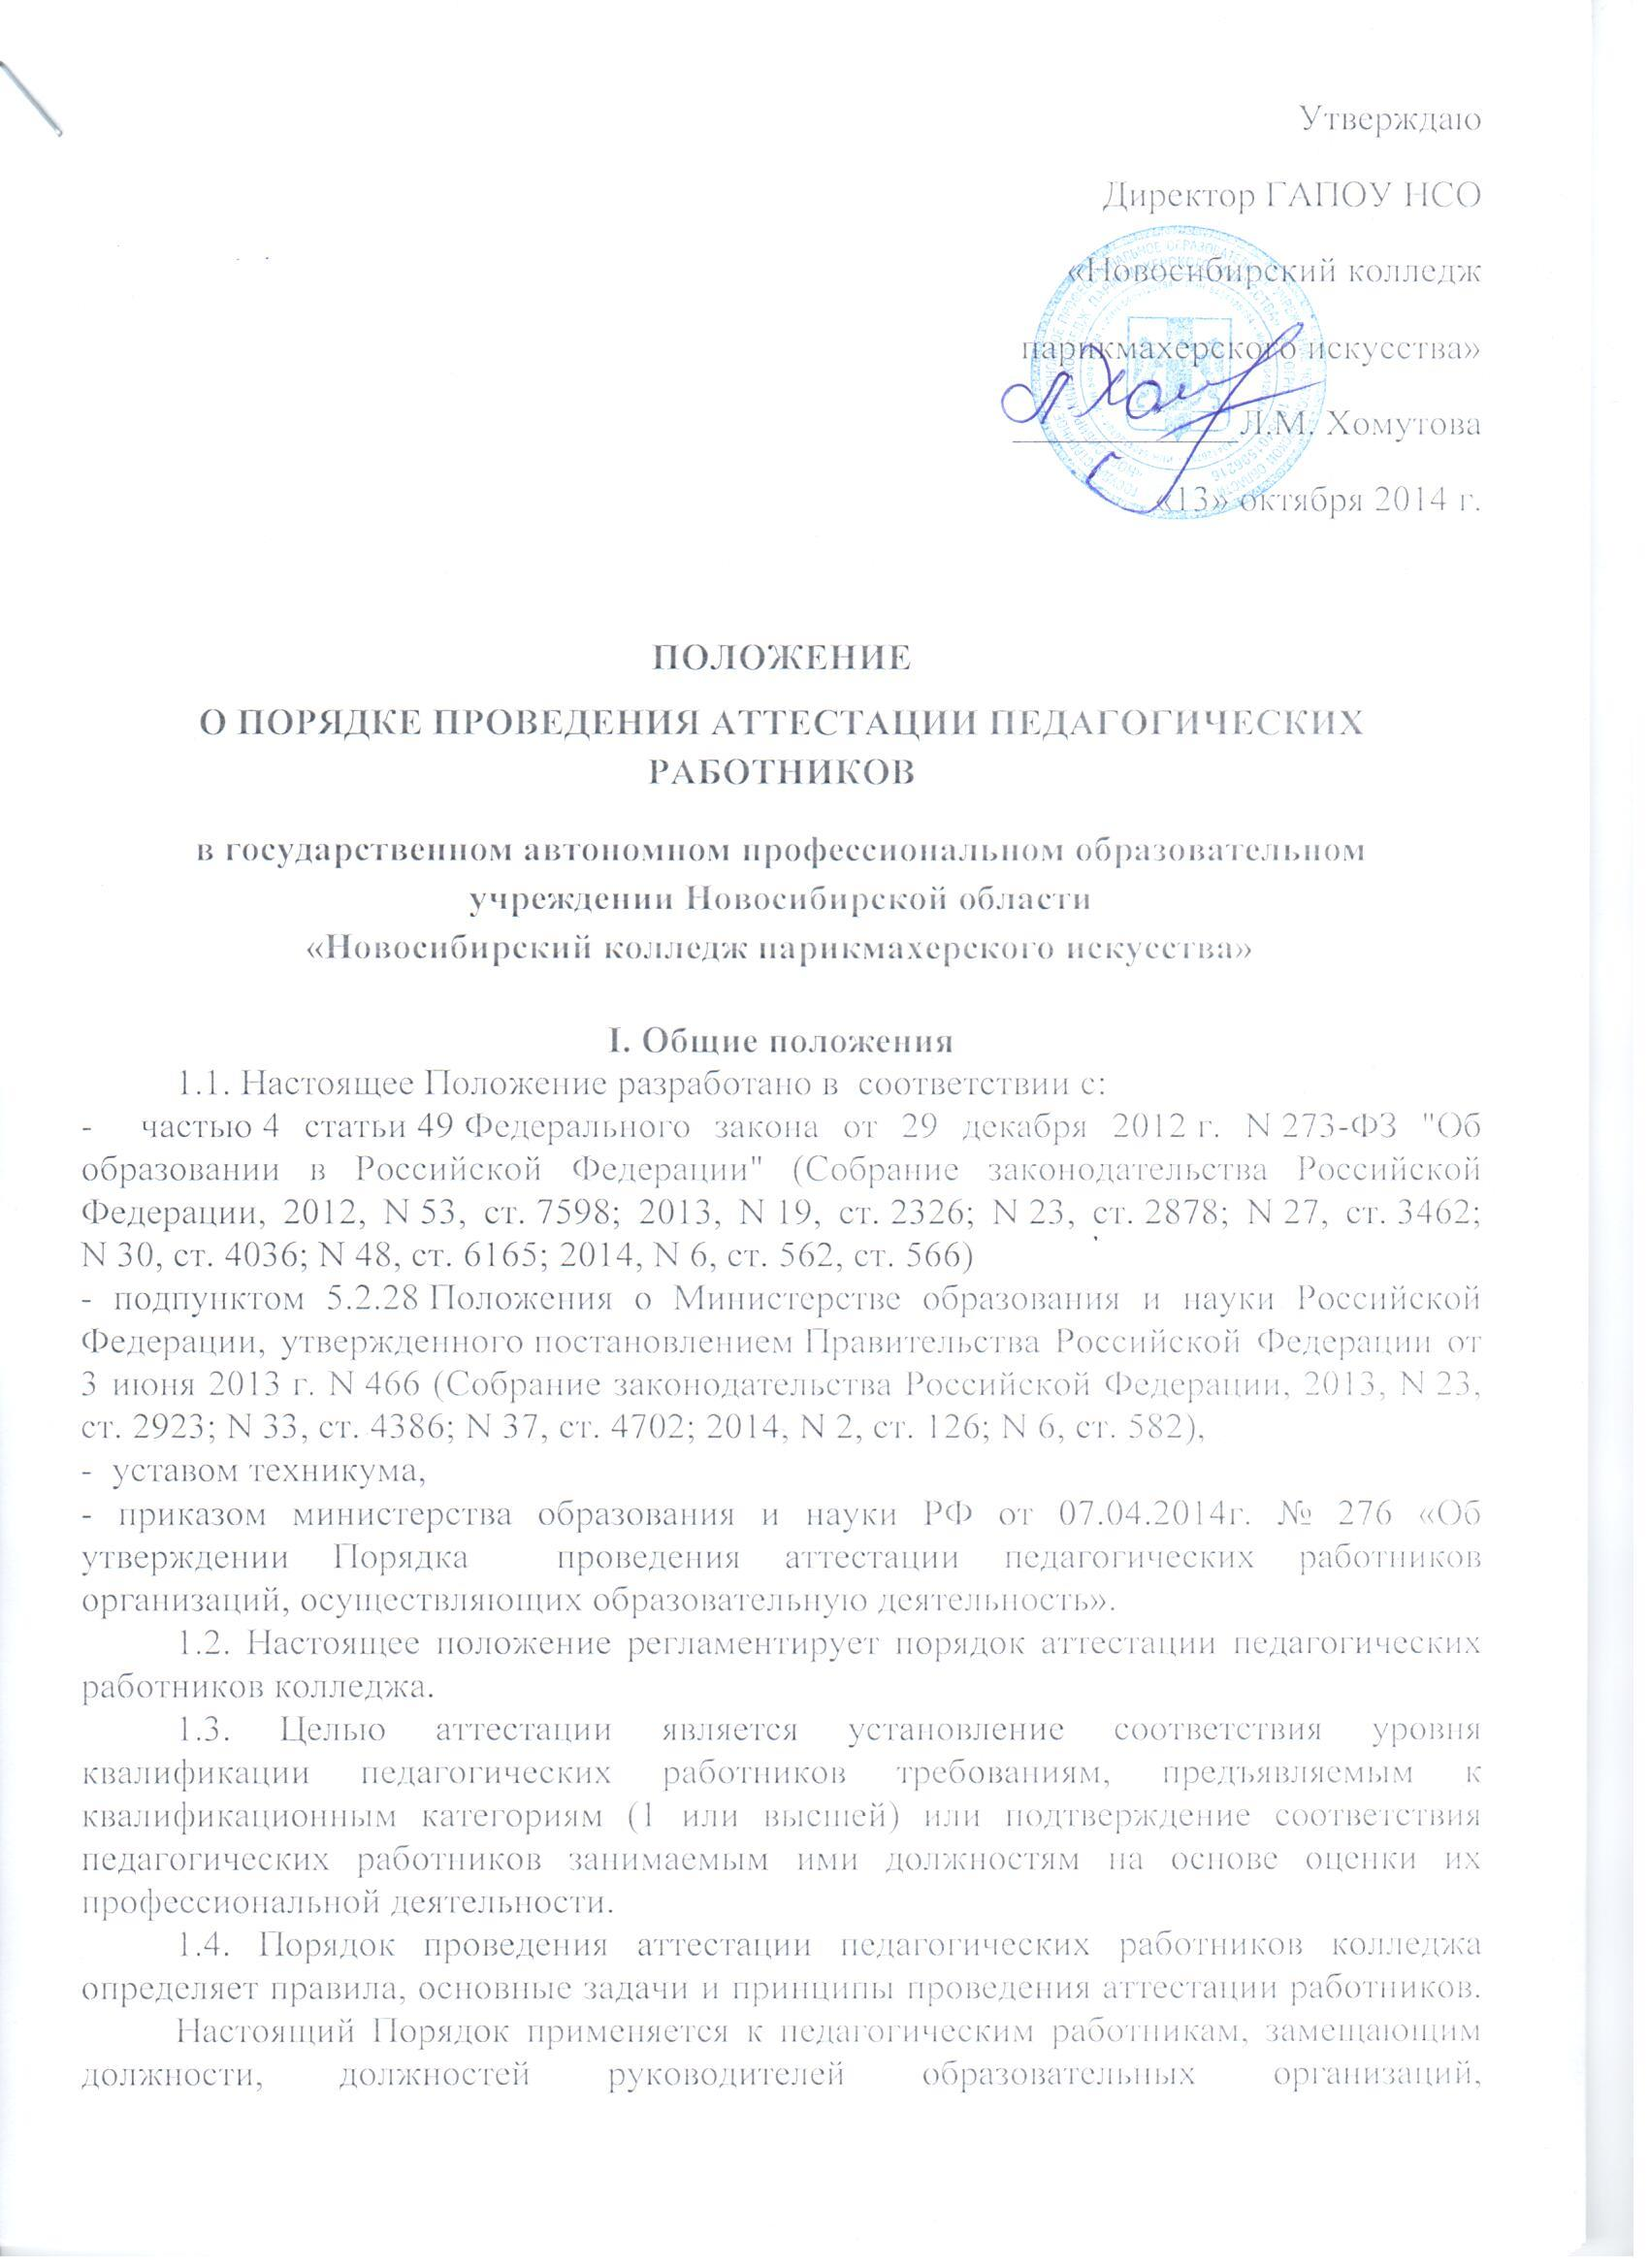 Утверждаю
Директор ГАПОУ НСО
«Новосибирский колледж
парикмахерского искусства»
Л.М. Хомутова
«13» октября 2014 г.
ПОЛОЖЕНИЕ
О ПОРЯДКЕ ПРОВЕДЕНИЯ АТТЕСТАЦИИ ПЕДАГОГИЧЕСКИХ
РАБОТНИКОВ
в государственном автономном профессиональном образовательном
учреждении Новосибирской области
«Новосибирский колледж парикмахерского искусства»
I. Общие положения
1.1. Настоящее Положение разработано в соответствии с:
- частью 4 статьи 49 Федерального закона от 29 декабря 2012 г. N 273-ФЗ "Об
образовании в Российской Федерации" (Собрание законодательства Российской
Федерации, 2012, N 53, ст. 7598; 2013, N 19, ст. 2326; N 23, ст. 2878; N 27, ст. 3462;
N 30, ст. 4036; N 48, ст. 6165; 2014, N 6, ст. 562, ст. 566)
- подпунктом 5.2.28 Положения о Министерстве образования и науки Российской
Федерации, утвержденного постановлением Правительства Российской Федерации от
3 июня 2013 г. N 466 (Собрание законодательства Российской Федерации, 2013, N 23,
ст. 2923; N 33, ст. 4386; N 37, ст. 4702; 2014, N 2, ст. 126; N 6, ст. 582),
- уставом техникума,
- приказом министерства образования и науки РФ от 07.04.2014г. № 276 «Об
утверждении Порядка проведения аттестации педагогических работников
организаций, осуществляющих образовательную деятельность».
1.2. Настоящее положение регламентирует порядок аттестации педагогических
работников колледжа.
1.3. Целью аттестации является установление соответствия уровня
квалификации педагогических работников требованиям, предъявляемым к
квалификационным категориям (1 или высшей) или подтверждение соответствия
педагогических работников занимаемым ими должностям на основе оценки их
профессиональной деятельности.
1.4. Порядок проведения аттестации педагогических работников колледжа
определяет правила, основные задачи и принципы проведения аттестации работников.
Настоящий Порядок применяется к педагогическим работникам, замещающим
должности, должностей руководителей образовательных организаций,